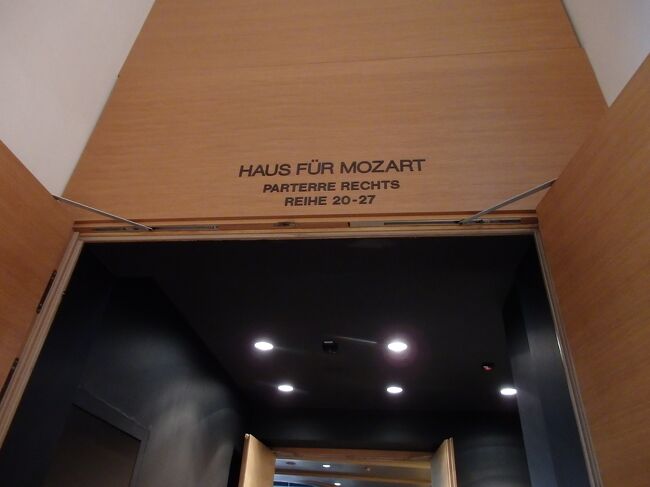 HAUS FÜR MOZART
PARTERRE RECHTS
REIHE 20-27